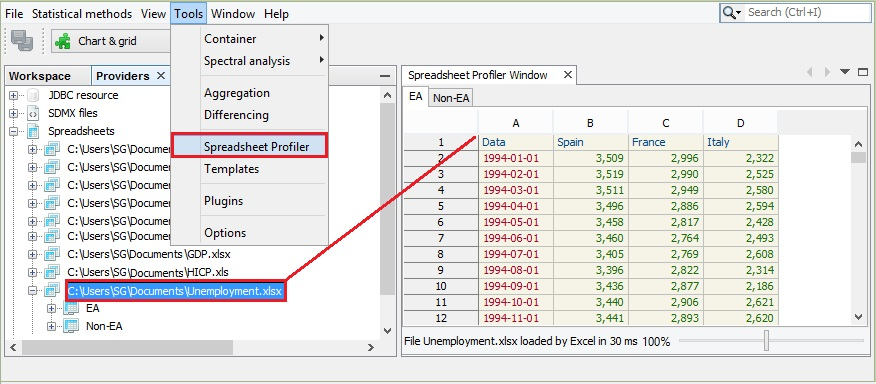 File Statistical methods View Tools Window Help Search (Ctrl+I)
Chart & grid
Container
Spectral analysis
Aggregation
Differencing
Spreadsheet Profiler
Templates
Plugins
Options
Workspace Providers
JDBC resource
SDMX files
Spreadsheets
C:\Users\SG\Documents
C:\Users\SG\Documents
C:\Users\SG\Documents
C:\Users\SG\Documents
C:\Users\SG\Documents
C:\Users\SG\Documents\GDP.xlsx
C:\Users\SG\Documents\HICP.xls
C:\Users\SG\Documents\Unemployment.xlsx
EA
Non-EA
Spreadsheet Profiler Window
EA Non-EA
A B C D
1 Data Spain France Italy
2 1994-01-01 3,509 2,996 2,322
3 1994-02-01 3,519 2,990 2,525
4 1994-03-01 3,511 2,949 2,580
5 1994-04-01 3,496 2,886 2,594
6 1994-05-01 3,458 2,817 2,428
7 1994-06-01 3,460 2,764 2,493
8 1994-07-01 3,405 2,769 2,608
9 1994-08-01 3,396 2,822 2,314
10 1994-09-01 3,436 2,877 2,186
11 1994-10-01 3,440 2,906 2,621
12 1994-11-01 3,441 2,893 2,620
File Unemployment.xlsx loaded by Excel in 30 ms 100%